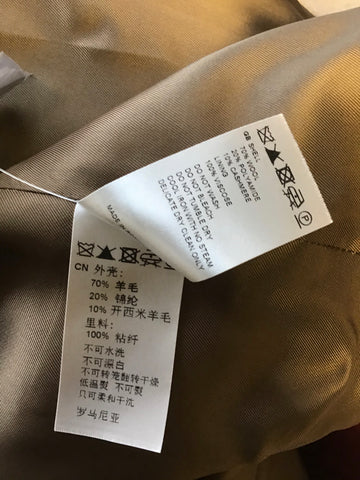 GB SHELL
70% WOOL
20% POLYAMIDE
10% CASHMERE
LINING
100% VISCOSE
DO NOT WASH
DO NOT BLEACH
DO NOT TUMBLE DRY
COOL IRON WITH NO STEAM
DELICATE DRY CLEAN ONLY
MADE IN
P
CN 外壳:
70% 羊毛
20% 锦纶
10% 开西米羊毛
里料:
100% 粘纤
不可水洗
不可漂白
不可转笼翻转干燥
低温熨 不可熨
只可柔和干洗
罗马尼亚